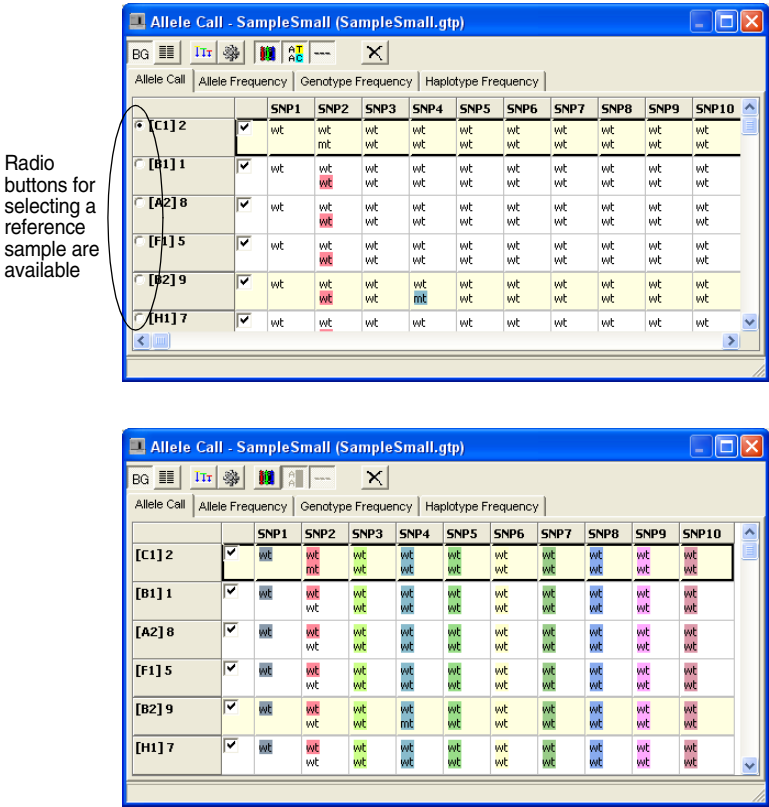 Allele Call - SampleSmall (SampleSmall.gtp)
BG
Allele Call Allele Frequency Genotype Frequency Haplotype Frequency
SNP1 SNP2 SNP3 SNP4 SNP5 SNP6 SNP7 SNP8 SNP9 SNP10
[C1] 2 wt wt wt wt wt wt wt wt wt wt
mt wt wt wt wt wt wt wt wt
[B1] 1 wt wt wt wt wt wt wt wt wt wt
wt wt wt wt wt wt wt wt wt
[A2] 8 wt wt wt wt wt wt wt wt wt wt
wt wt wt wt wt wt wt wt wt
[F1] 5 wt wt wt wt wt wt wt wt wt wt
wt wt wt wt wt wt wt wt wt
[B2] 9 wt wt wt wt wt wt wt wt wt wt
wt wt mt wt wt wt wt wt wt
[H1] 7 wt wt wt wt wt wt wt wt wt wt
Radio
buttons for
selecting a
reference
sample are
available
Allele Call - SampleSmall (SampleSmall.gtp)
BG
Allele Call Allele Frequency Genotype Frequency Haplotype Frequency
SNP1 SNP2 SNP3 SNP4 SNP5 SNP6 SNP7 SNP8 SNP9 SNP10
[C1] 2 wt wt wt wt wt wt wt wt wt wt
mt wt wt wt wt wt wt wt wt
[B1] 1 wt wt wt wt wt wt wt wt wt wt
wt wt wt wt wt wt wt wt wt
[A2] 8 wt wt wt wt wt wt wt wt wt wt
wt wt wt wt wt wt wt wt wt
[F1] 5 wt wt wt wt wt wt wt wt wt wt
wt wt wt wt wt wt wt wt wt
[B2] 9 wt wt wt wt wt wt wt wt wt wt
wt wt mt wt wt wt wt wt wt
[H1] 7 wt wt wt wt wt wt wt wt wt wt
wt wt wt wt wt wt wt wt wt